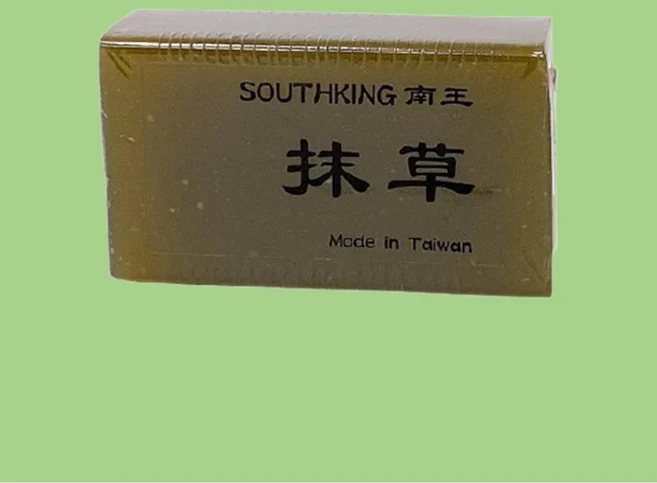 SOUTHKING 南王
抹草
Made in Taiwan